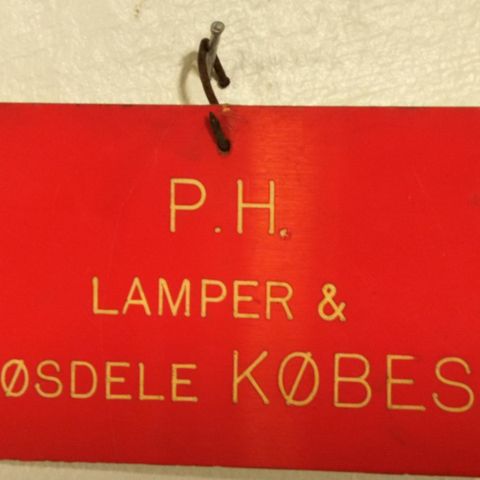 P.H.
LAMPER &
ØSDELE KØBES